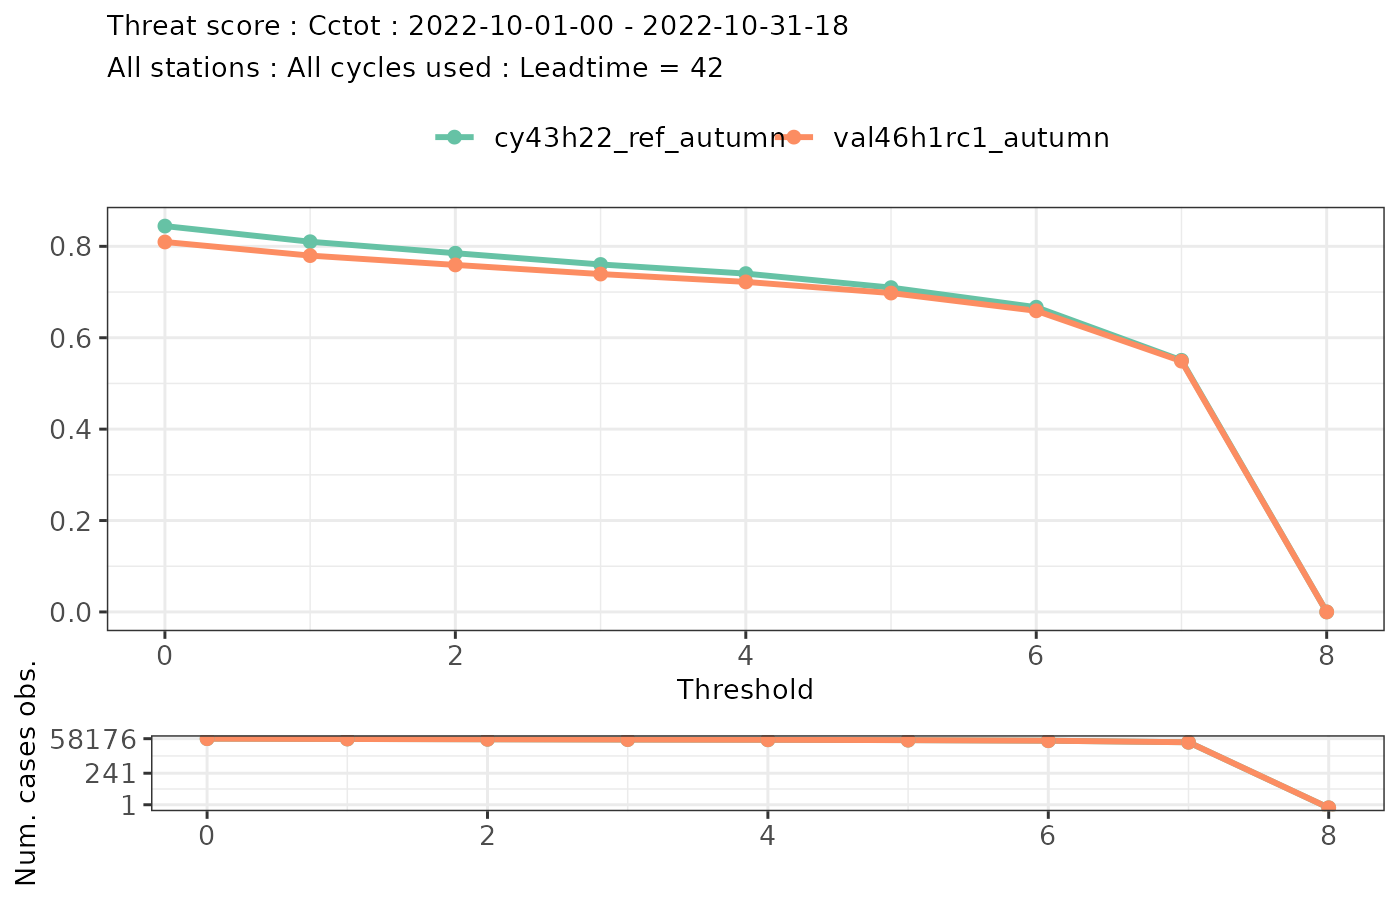 Threat score : Cctot : 2022-10-01-00 - 2022-10-31-18
All stations : All cycles used : Leadtime = 42
cy43h22_ref_autumn val46h1rc1_autumn
0.8
0.6
0.4
0.2
0.0
0 2 4 6 8
Threshold
Num. cases obs.
58176
241
1
0 2 4 6 8